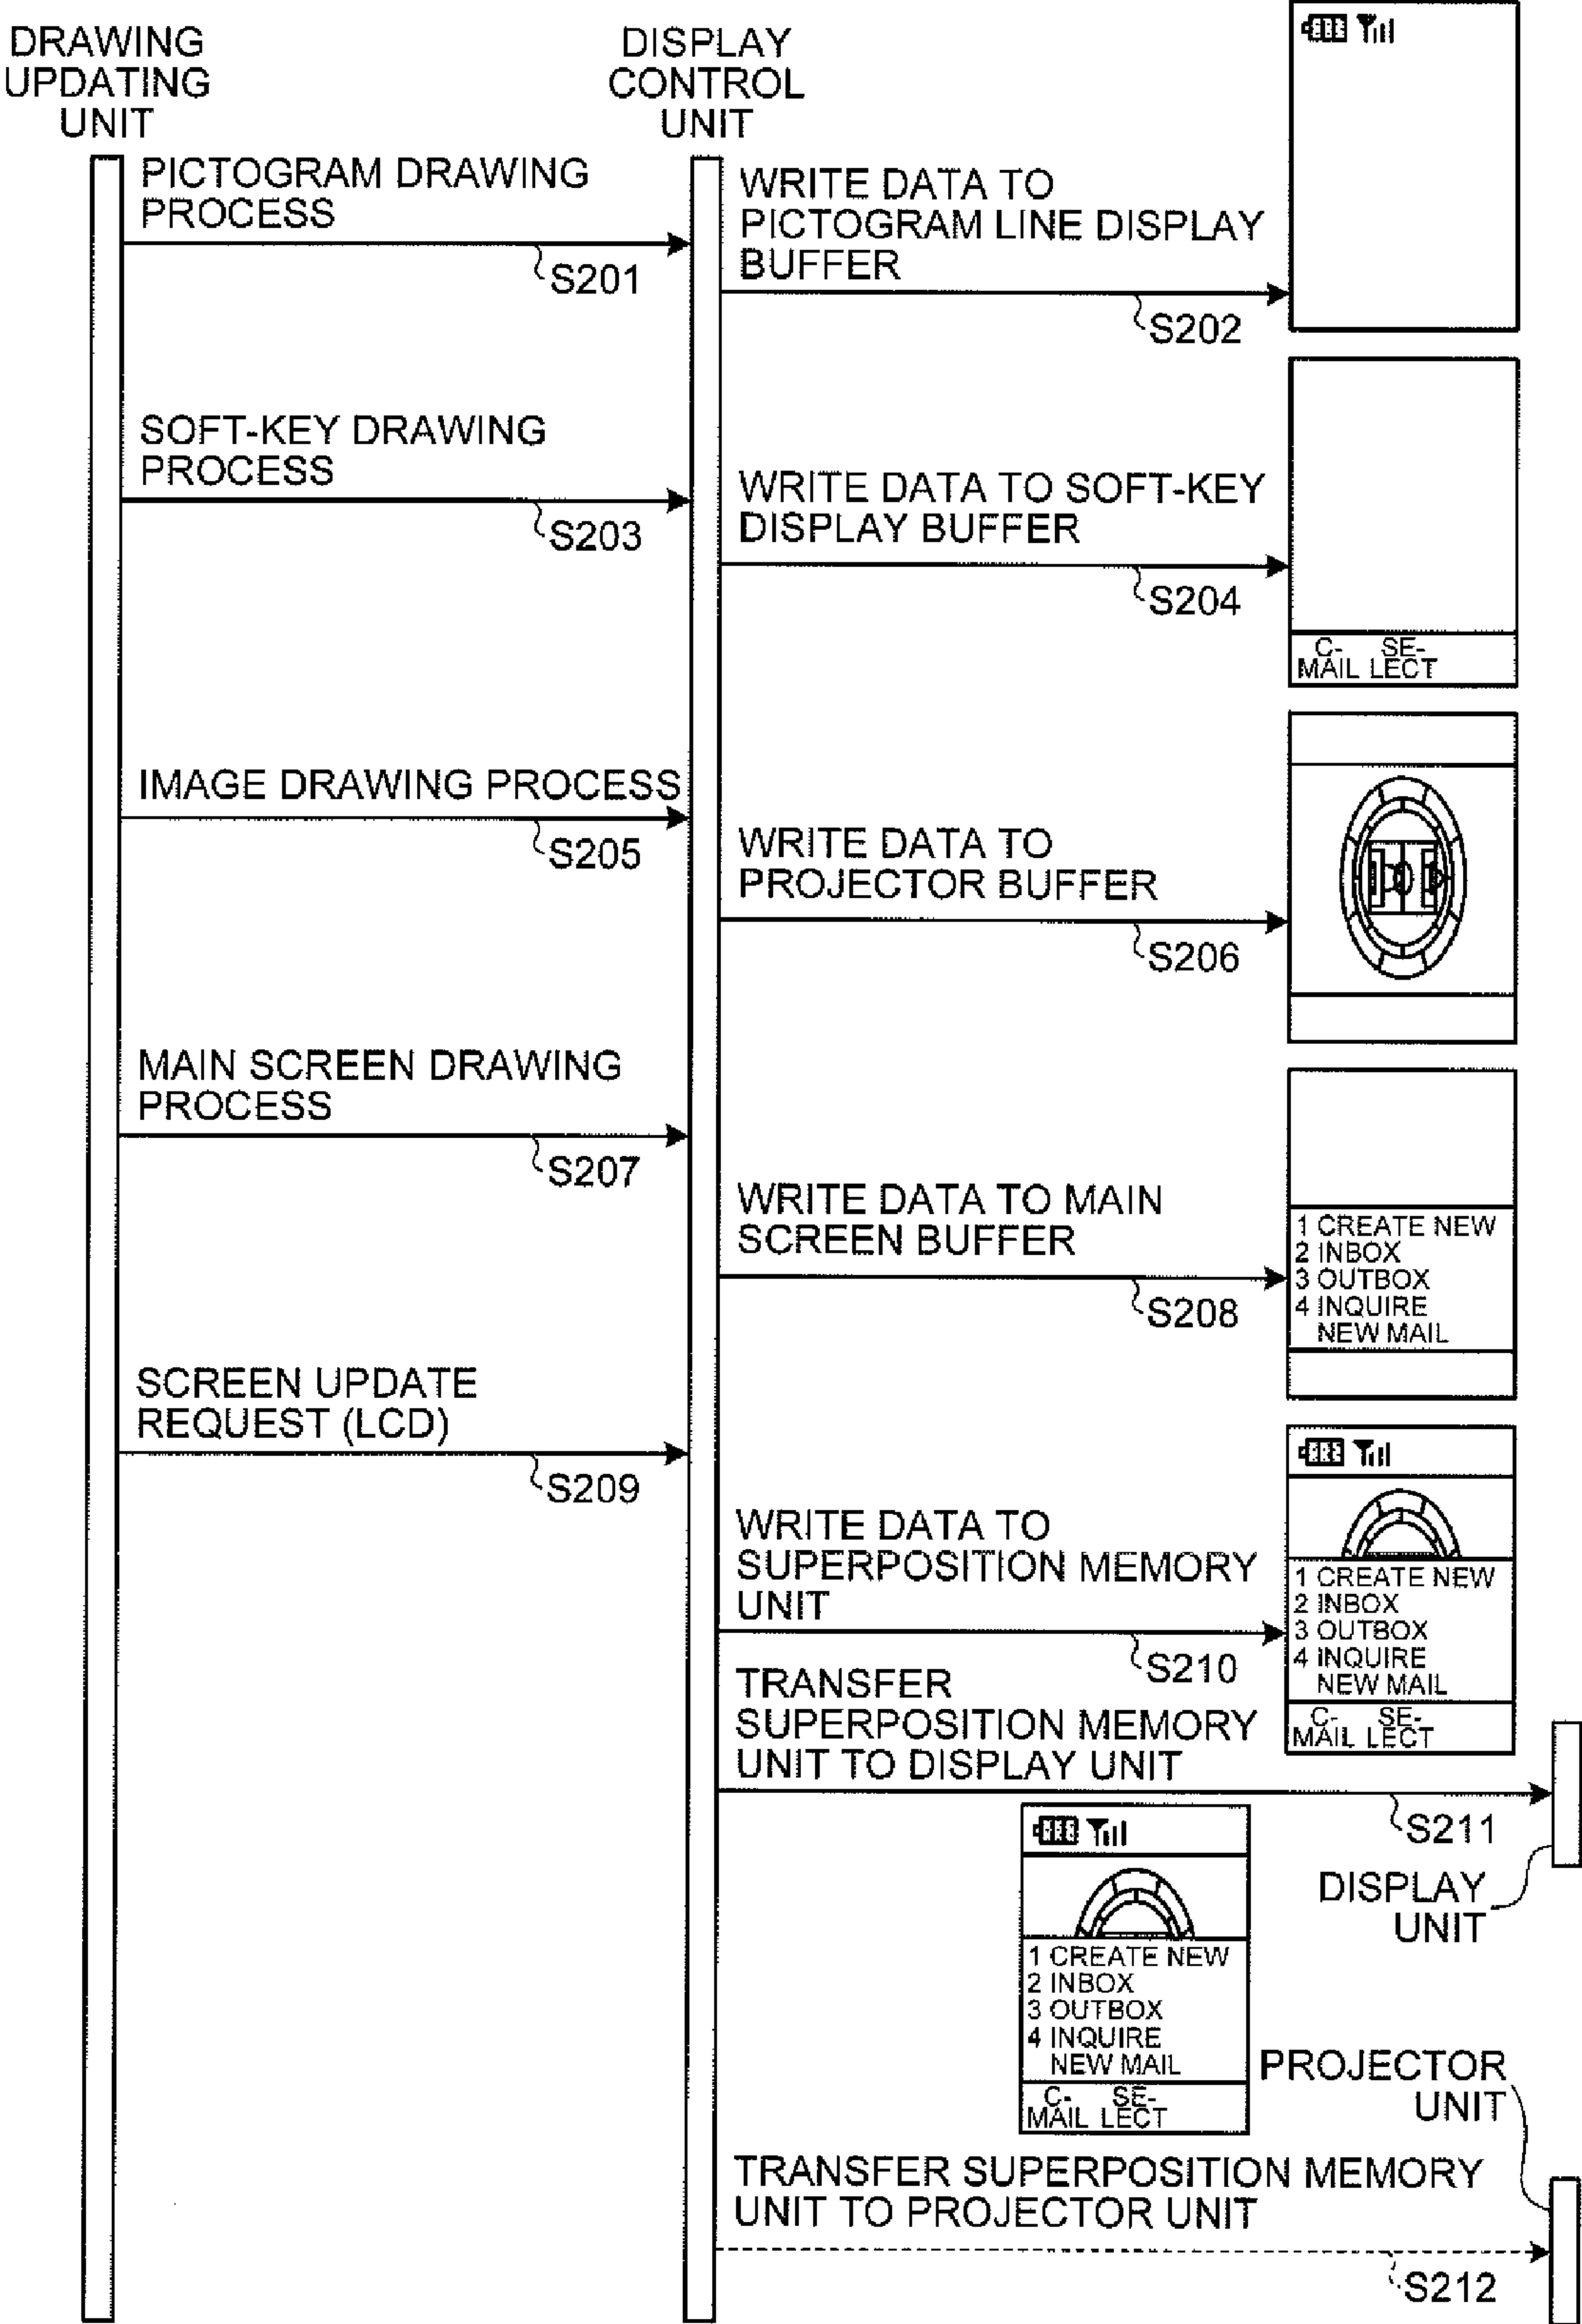 DRAWING
UPDATING
UNIT
DISPLAY
CONTROL
UNIT
PICTOGRAM DRAWING
PROCESS
S201
WRITE DATA TO
PICTOGRAM LINE DISPLAY
BUFFER
S202
SOFT-KEY DRAWING
PROCESS
S203
WRITE DATA TO SOFT-KEY
DISPLAY BUFFER
S204
C- SE-
MAIL LECT
IMAGE DRAWING PROCESS
S205
WRITE DATA TO
PROJECTOR BUFFER
S206
MAIN SCREEN DRAWING
PROCESS
S207
WRITE DATA TO MAIN
SCREEN BUFFER
S208
1 CREATE NEW
2 INBOX
3 OUTBOX
4 INQUIRE
NEW MAIL
SCREEN UPDATE
REQUEST (LCD)
S209
WRITE DATA TO
SUPERPOSITION MEMORY
UNIT
S210
1 CREATE NEW
2 INBOX
3 OUTBOX
4 INQUIRE
NEW MAIL
C- SE-
MAIL LECT
TRANSFER
SUPERPOSITION MEMORY
UNIT TO DISPLAY UNIT
S211
DISPLAY
UNIT
1 CREATE NEW
2 INBOX
3 OUTBOX
4 INQUIRE
NEW MAIL
C- SE-
MAIL LECT
PROJECTOR
UNIT
TRANSFER SUPERPOSITION MEMORY
UNIT TO PROJECTOR UNIT
S212